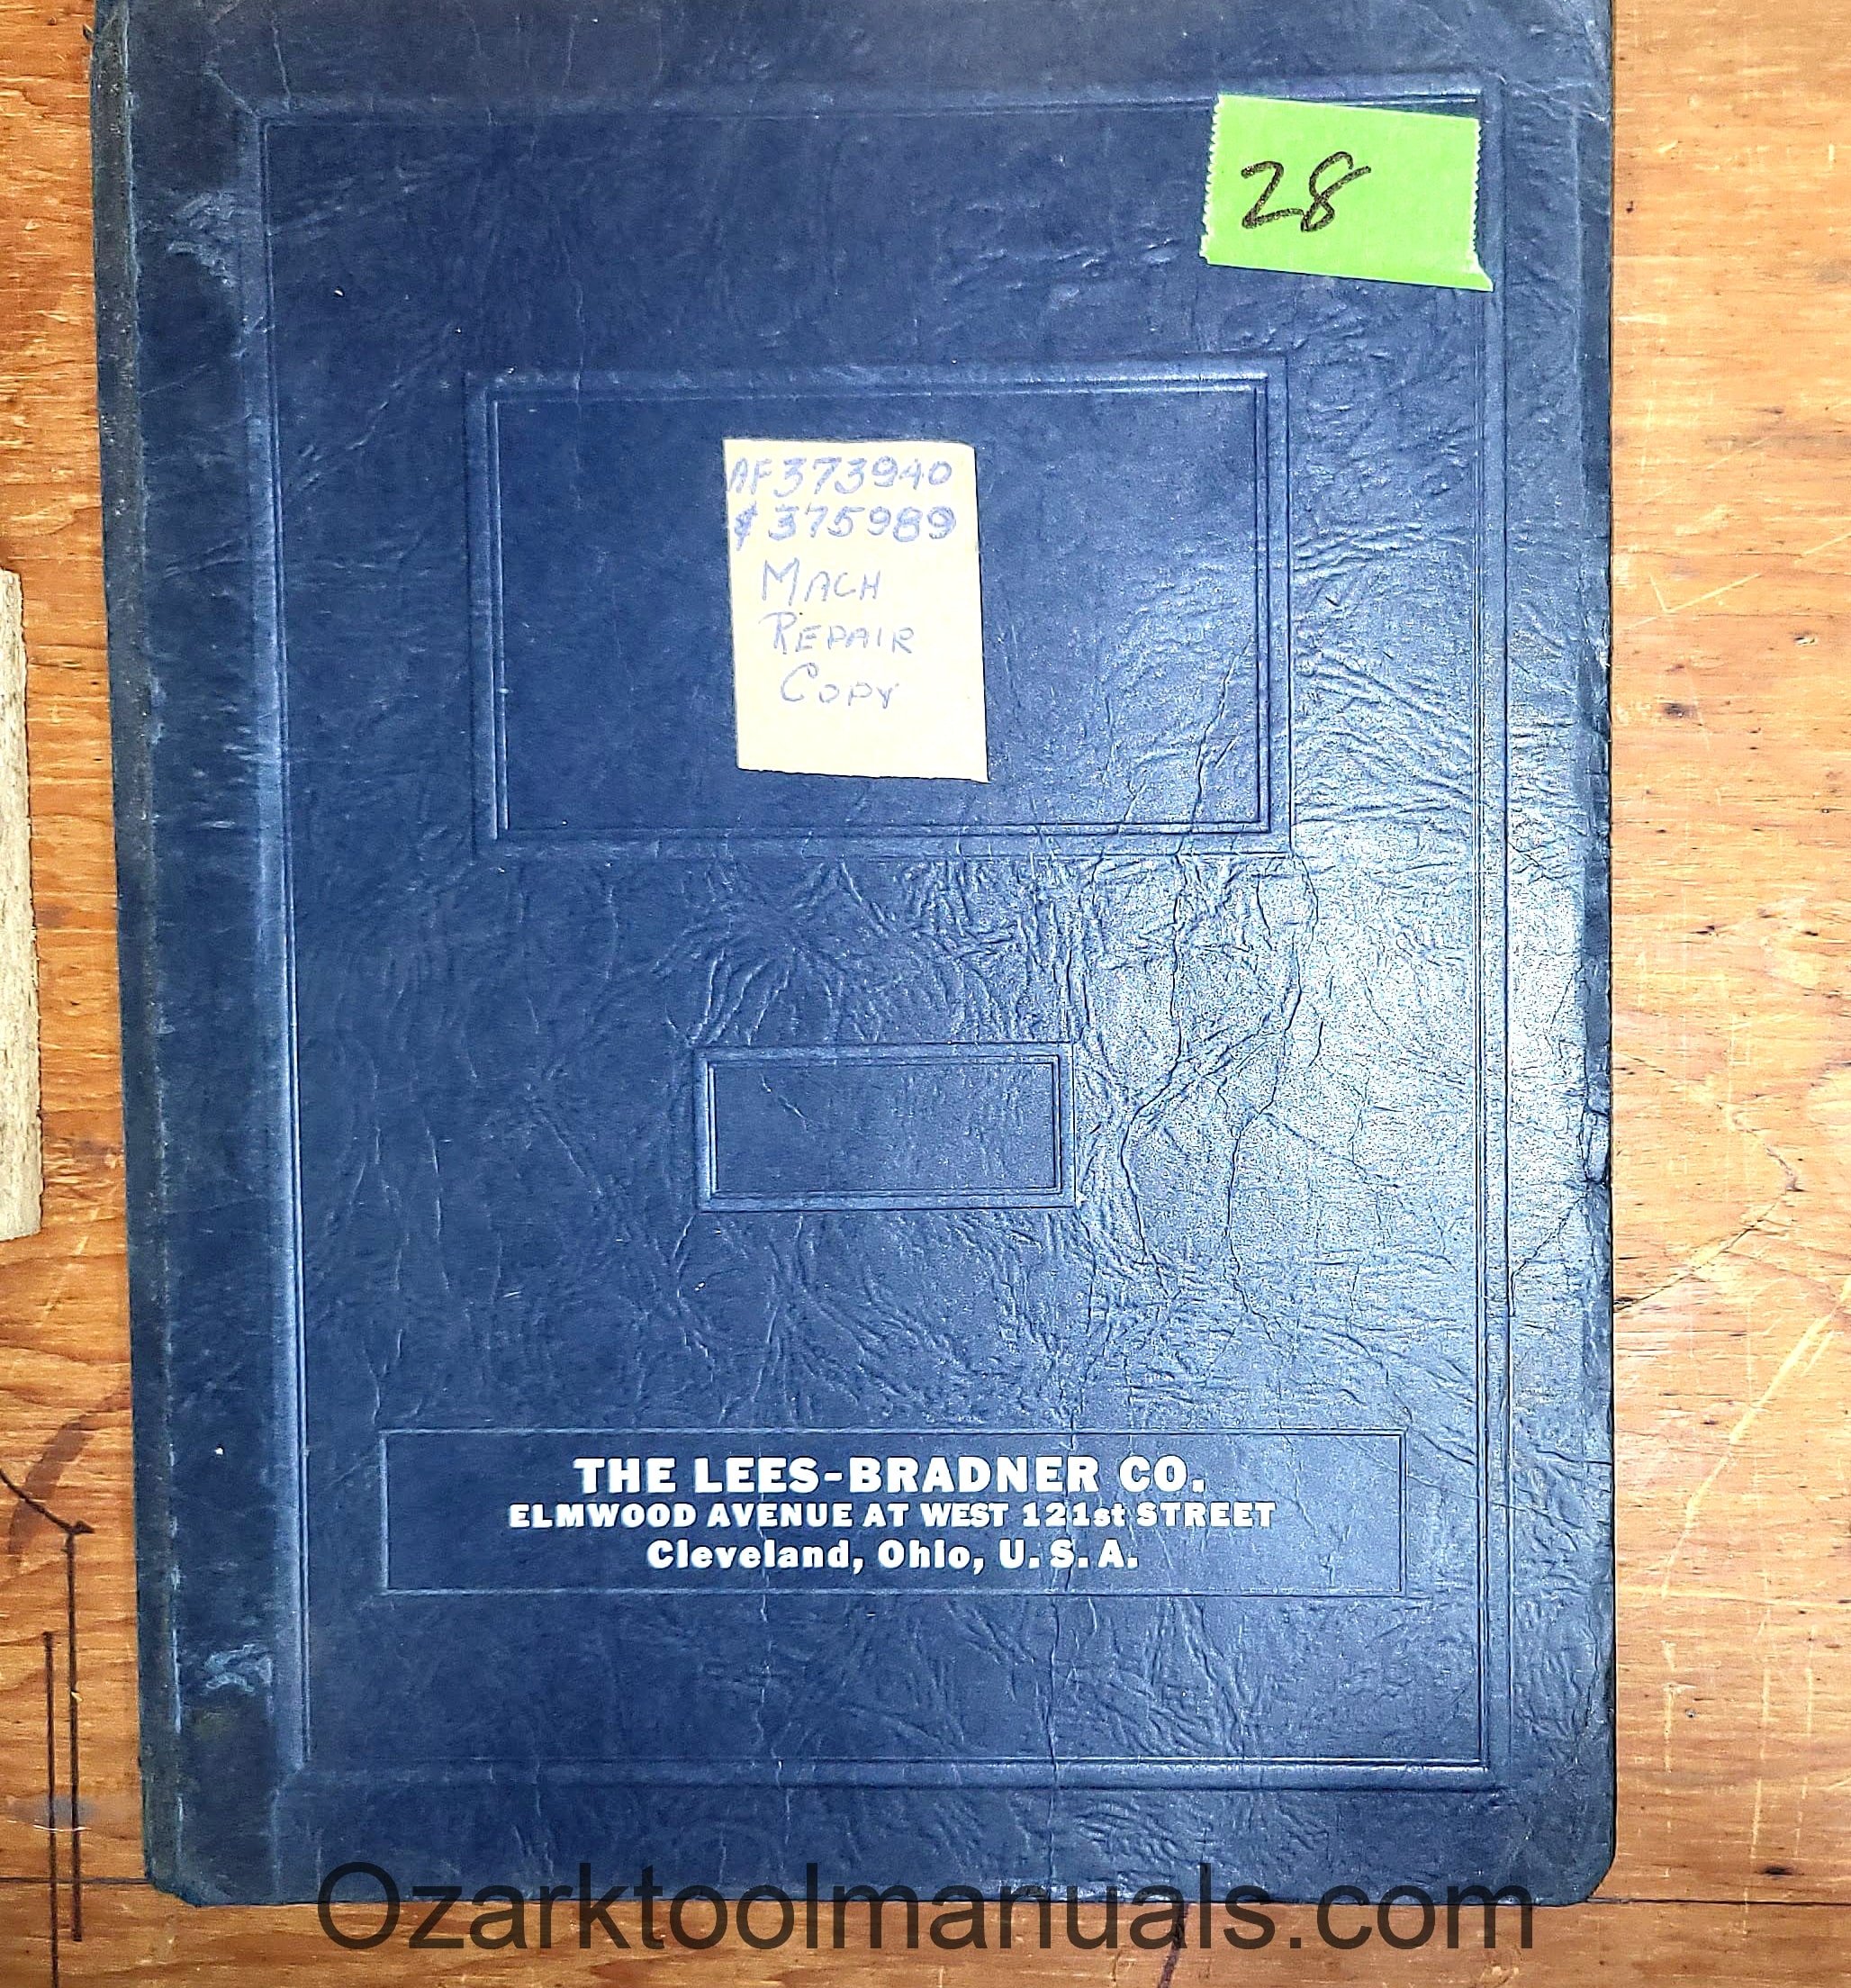 28
AF373940
& 375989
MACH
REPAIR
COPY
THE LEES-BRADNER CO.
ELMWOOD AVENUE AT WEST 121st STREET
Cleveland, Ohio, U. S. A.
Ozarktoolmanuals.com